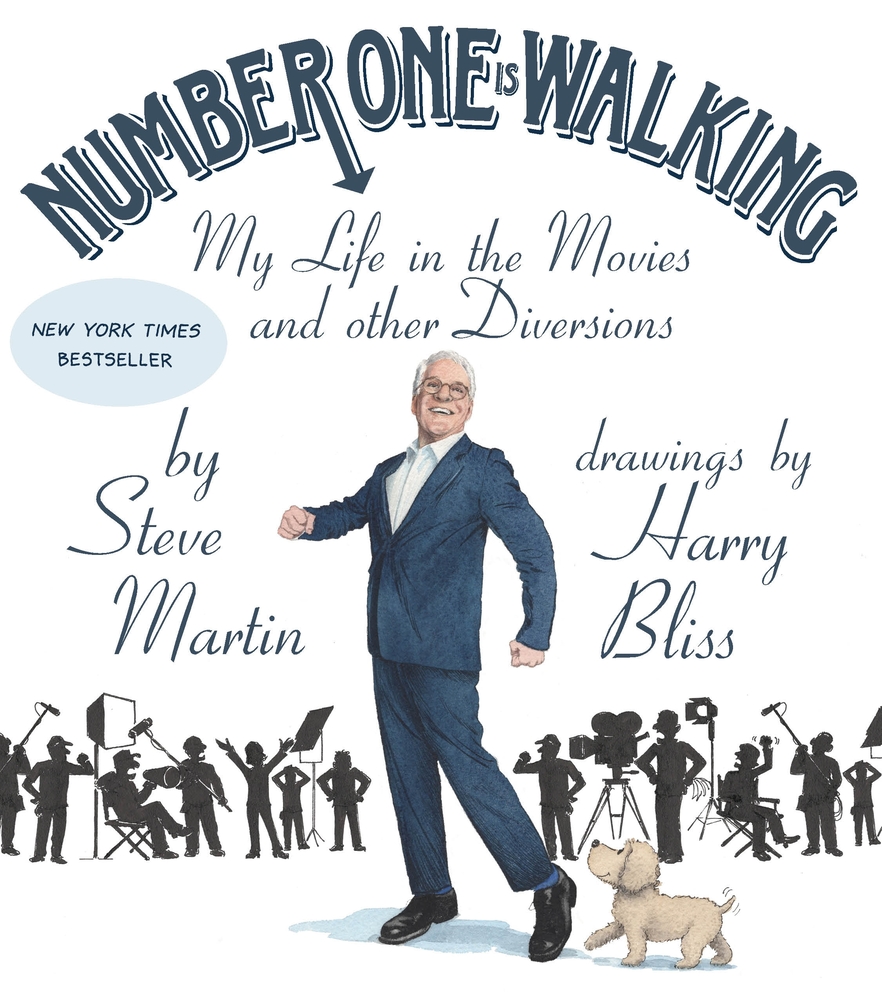 NUMBER ONE IS WALKING
My Life in the Movies
and other Diversions
NEW YORK TIMES
BESTSELLER
by
Steve
Martin
drawings by
Harry
Bliss